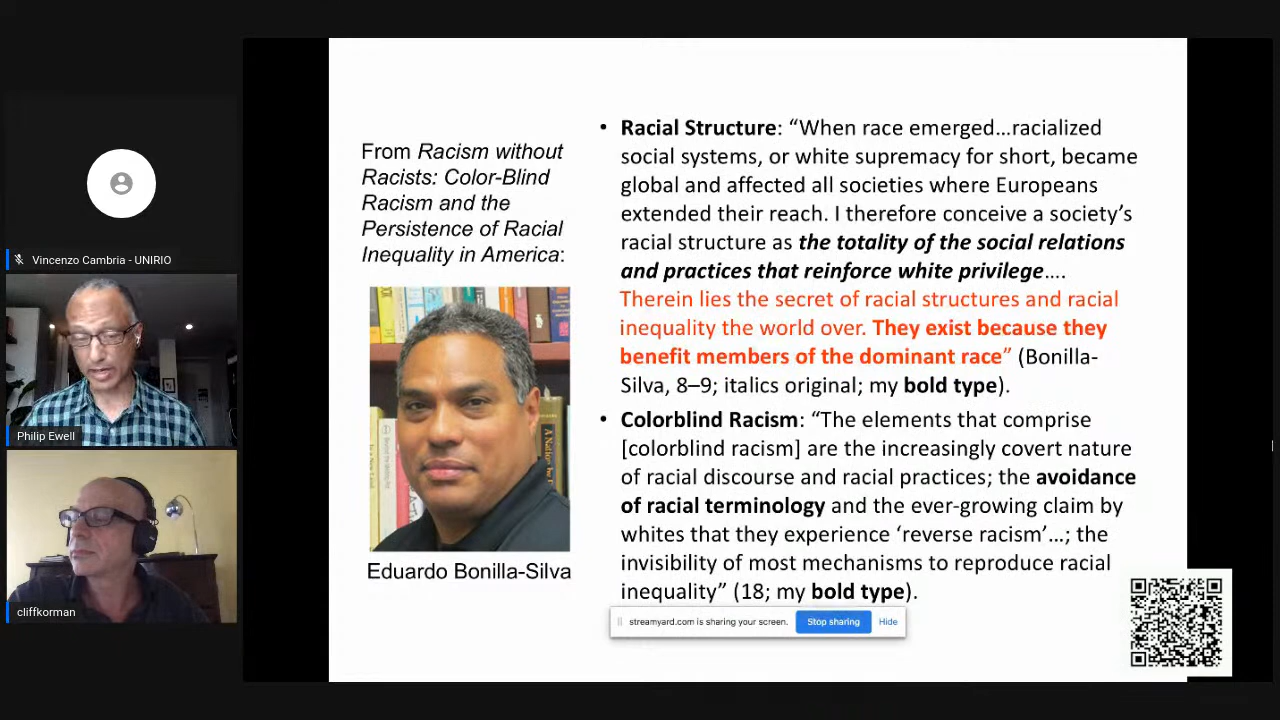 Vincenzo Cambria - UNIRIO
Philip Ewell
cliffkorman
From Racism without
Racists: Color-Blind
Racism and the
Persistence of Racial
Inequality in America:
Eduardo Bonilla-Silva
• Racial Structure: “When race emerged…racialized
social systems, or white supremacy for short, became
global and affected all societies where Europeans
extended their reach. I therefore conceive a society’s
racial structure as the totality of the social relations
and practices that reinforce white privilege….
Therein lies the secret of racial structures and racial
inequality the world over. They exist because they
benefit members of the dominant race” (Bonilla-
Silva, 8–9; italics original; my bold type).
• Colorblind Racism: “The elements that comprise
[colorblind racism] are the increasingly covert nature
of racial discourse and racial practices; the avoidance
of racial terminology and the ever-growing claim by
whites that they experience ‘reverse racism’…; the
invisibility of most mechanisms to reproduce racial
inequality” (18; my bold type).
streamyard.com is sharing your screen. Stop sharing Hide